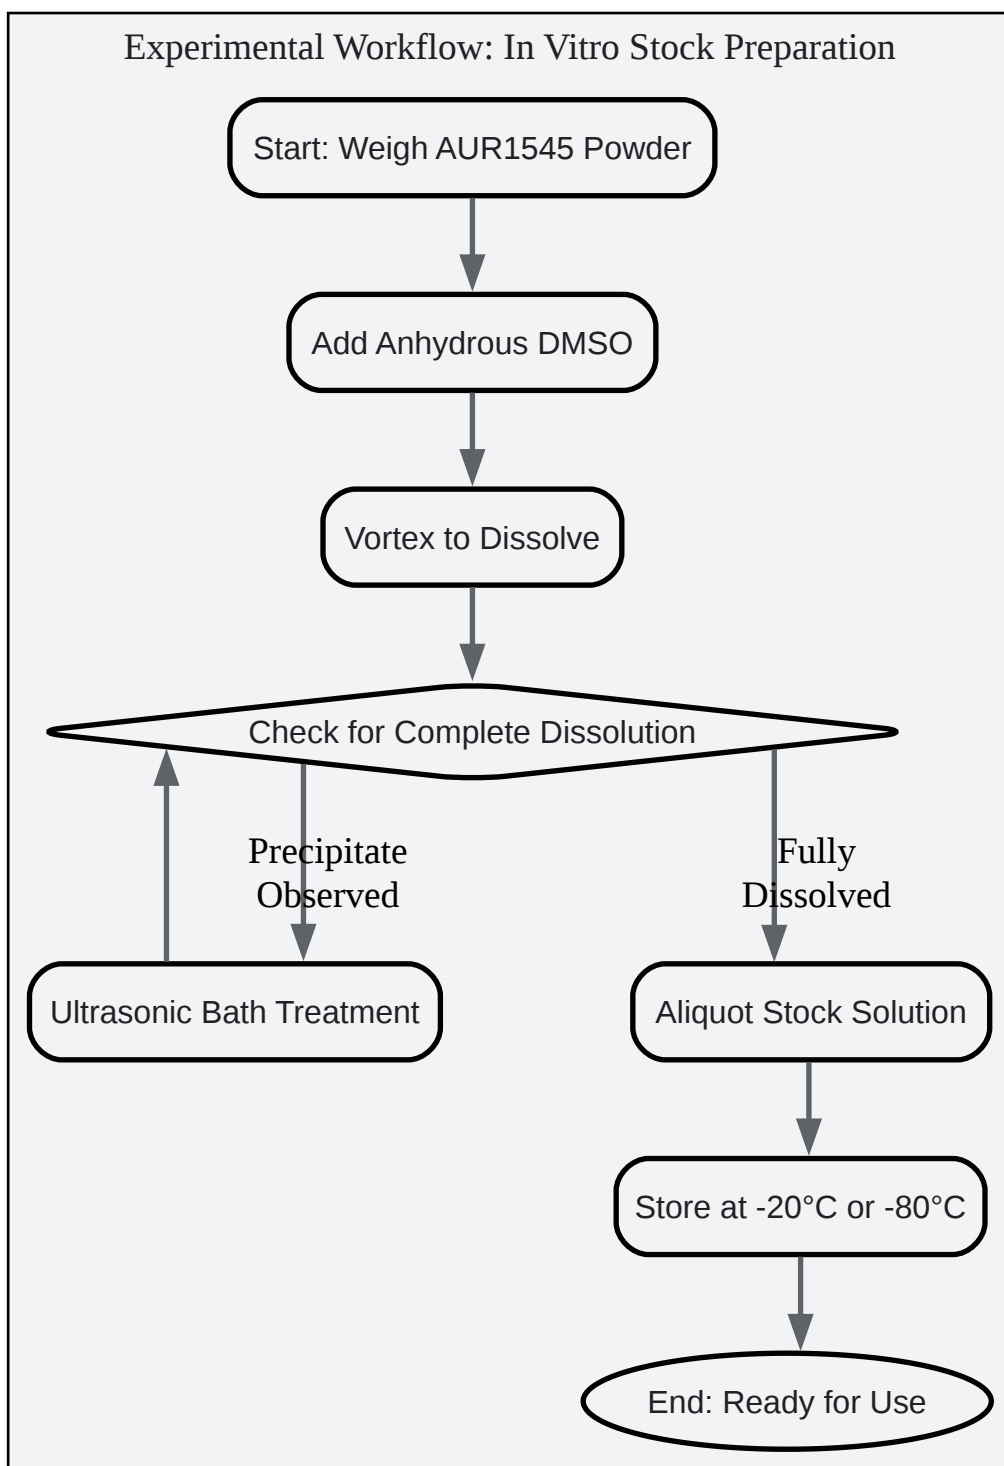 Experimental Workflow: In Vitro Stock Preparation
Start: Weigh AUR1545 Powder
Add Anhydrous DMSO
Vortex to Dissolve
Check for Complete Dissolution
Precipitate
Observed
Fully
Dissolved
Ultrasonic Bath Treatment
Aliquot Stock Solution
Store at -20°C or -80°C
End: Ready for Use